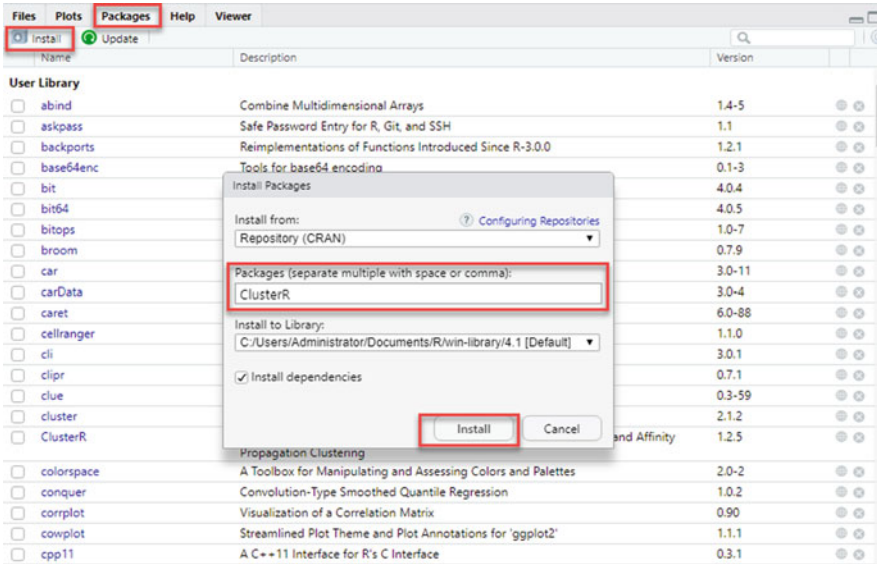 Files Plots Packages Help Viewer
Install Update
Name Description Version
User Library
abind Combine Multidimensional Arrays 1.4-5
askpass Safe Password Entry for R, Git, and SSH 1.1
backports Reimplementations of Functions Introduced Since R-3.0.0 1.2.1
base64enc Tools for base64 encoding 0.1-3
bit 4.0.4
bit64 4.0.5
bitops 1.0-7
broom 0.7.9
car 3.0-11
carData 3.0-4
caret 6.0-88
cellranger 1.1.0
cli 3.0.1
clipr 0.7.1
clue 0.3-59
cluster 2.1.2
ClusterR and Affinity 1.2.5
Propagation Clustering
colorspace A Toolbox for Manipulating and Assessing Colors and Palettes 2.0-2
conquer Convolution-Type Smoothed Quantile Regression 1.0.2
corrplot Visualization of a Correlation Matrix 0.90
cowplot Streamlined Plot Theme and Plot Annotations for 'ggplot2' 1.1.1
cpp11 A C++11 Interface for R's C Interface 0.3.1
Install Packages
Install from: ? Configuring Repositories
Repository (CRAN)
Packages (separate multiple with space or comma):
ClusterR
Install to Library:
C:/Users/Administrator/Documents/R/win-library/4.1 [Default]
Install dependencies
Install Cancel